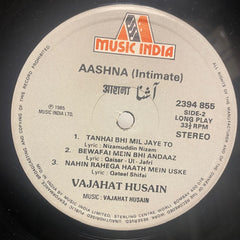 MUSIC INDIA
AASHNA (Intimate)
आशना آشنا
2394 855
SIDE-2
LONG PLAY
33⅓ RPM
STEREO
℗ 1985
MUSIC INDIA LTD.
1. TANHAI BHI MIL JAYE TO
Lyric : Nizamuddin Nizam
2. BEWAFAI MEIN BHI ANDAAZ
Lyric : Qaisar - Ul - Jafri
3. NAHIN RAHEGA HAATH MEIN USKE
Lyric : Qateel Shifai
VAJAHAT HUSAIN
MUSIC : VAJAHAT HUSAIN